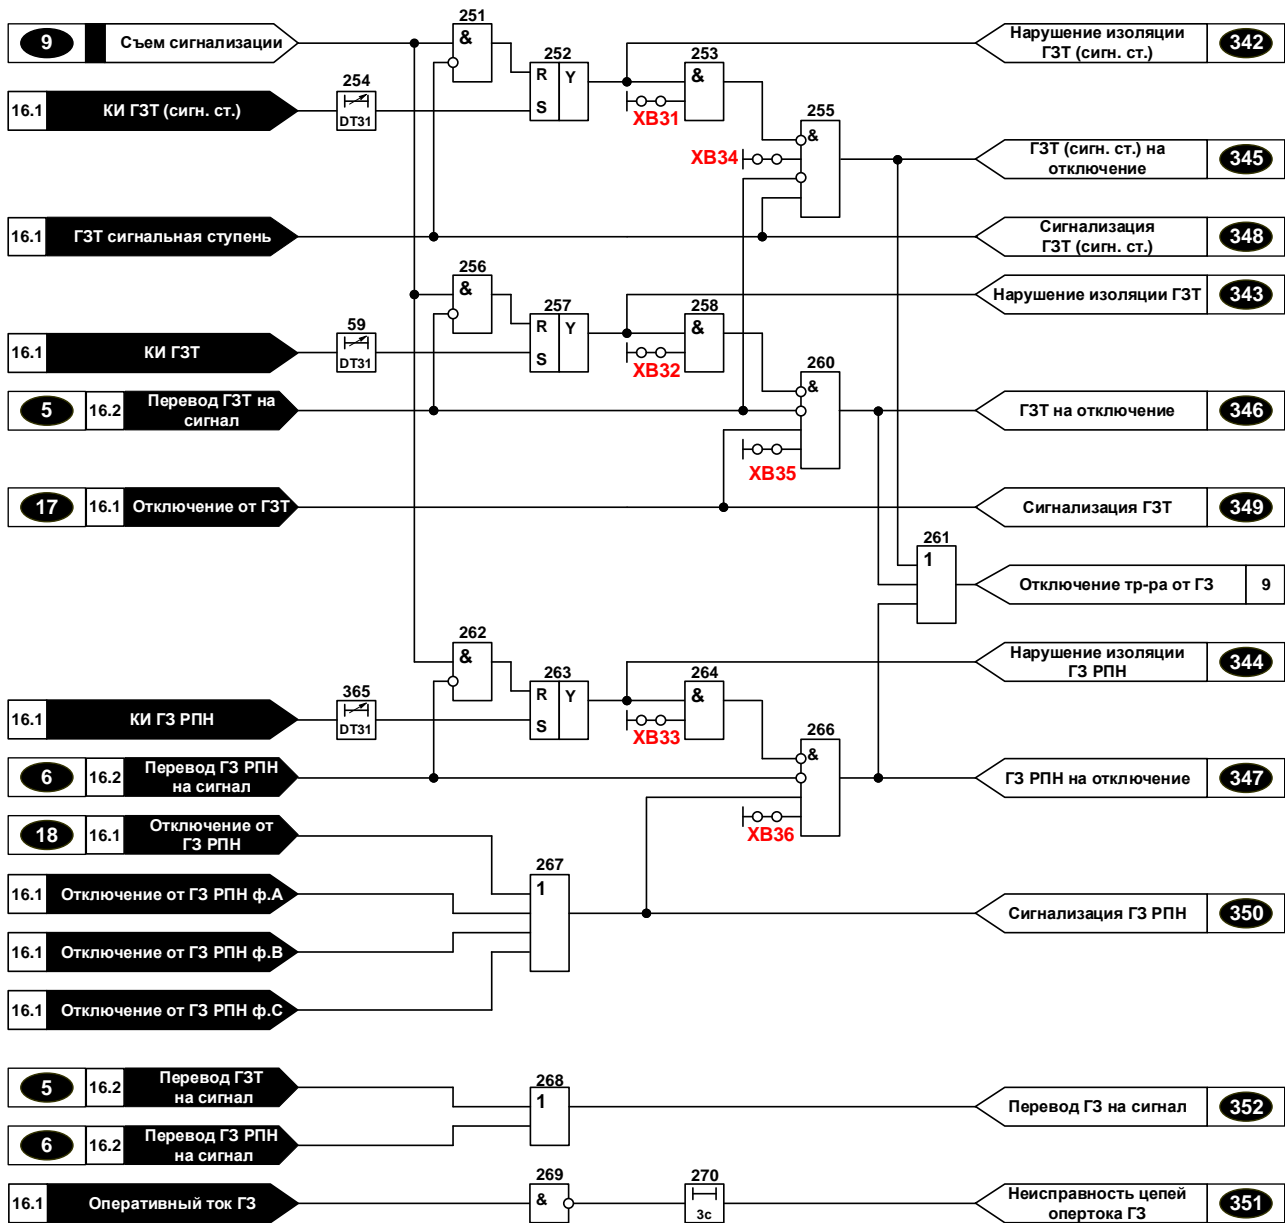 251
9 Съем сигнализации
&
252
R Y
S
253
&
Нарушение изоляции
ГЗТ (сигн. ст.)
342
254
DT31
16.1 КИ ГЗТ (сигн. ст.)
XB31
255
&
XB34
ГЗТ (сигн. ст.) на
отключение
345
16.1 ГЗТ сигнальная ступень
Сигнализация
ГЗТ (сигн. ст.)
348
256
&
257
R Y
S
258
&
Нарушение изоляции ГЗТ 343
59
DT31
16.1 КИ ГЗТ
XB32
260
&
5 16.2 Перевод ГЗТ на
сигнал
ГЗТ на отключение 346
XB35
17 16.1 Отключение от ГЗТ
Сигнализация ГЗТ 349
261
1
Отключение тр-ра от ГЗ 9
262
&
263
R Y
S
264
&
Нарушение изоляции
ГЗ РПН
344
365
DT31
16.1 КИ ГЗ РПН
XB33
266
&
6 16.2 Перевод ГЗ РПН
на сигнал
ГЗ РПН на отключение 347
XB36
18 16.1 Отключение от
ГЗ РПН
267
1
16.1 Отключение от ГЗ РПН ф.А
Сигнализация ГЗ РПН 350
16.1 Отключение от ГЗ РПН ф.В
16.1 Отключение от ГЗ РПН ф.С
5 16.2 Перевод ГЗТ
на сигнал
268
1
Перевод ГЗ на сигнал 352
6 16.2 Перевод ГЗ РПН
на сигнал
16.1 Оперативный ток ГЗ
269
&
270
3с
Неисправность цепей
опертока ГЗ
351